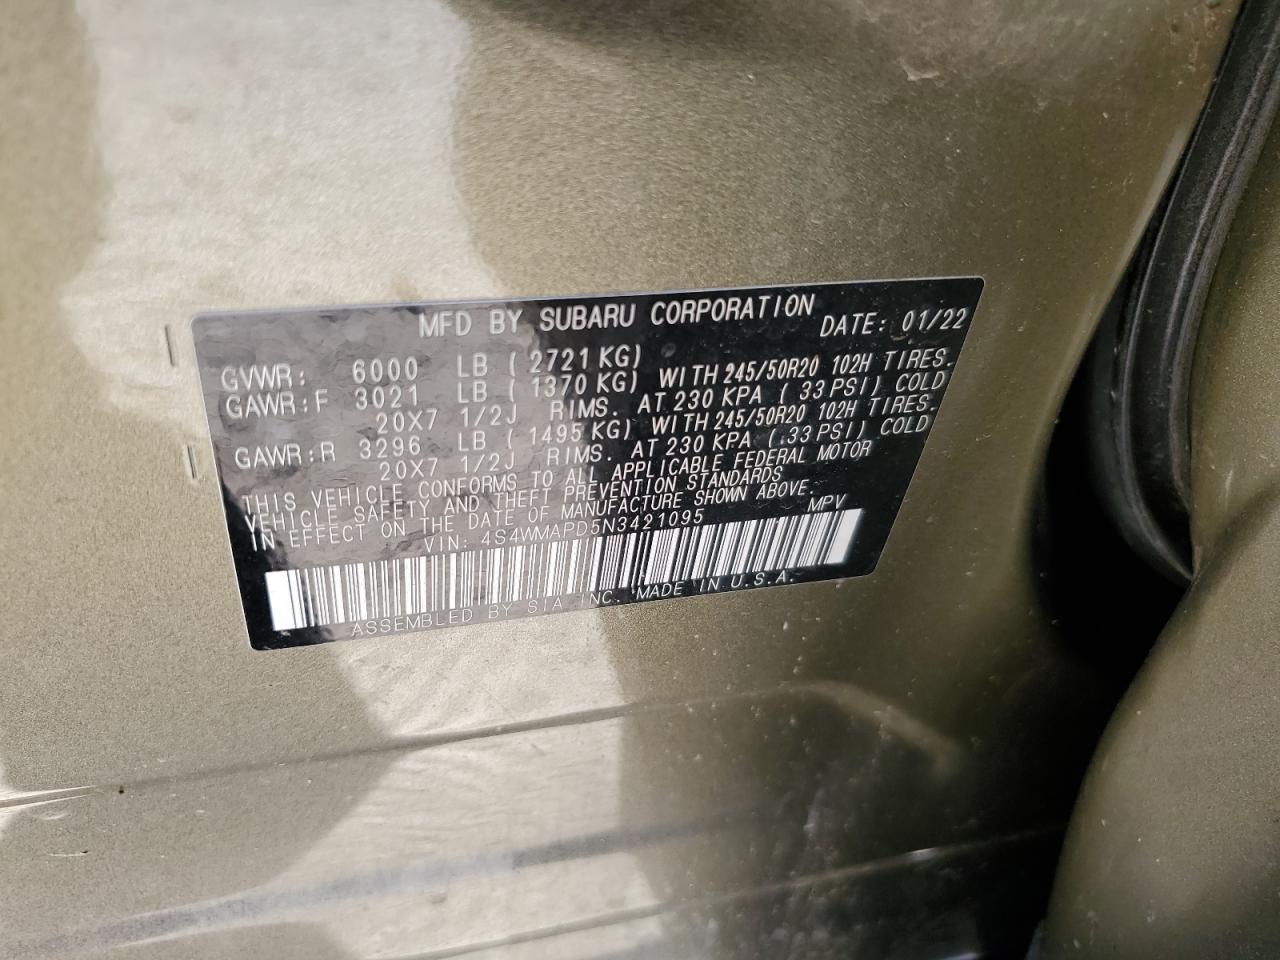 MFD BY SUBARU CORPORATION DATE: 01/22
GVWR: 6000 LB ( 2721 KG)
GAWR:F 3021 LB ( 1370 KG) WITH 245/50R20 102H TIRES.
20X7 1/2J RIMS. AT 230 KPA ( 33 PSI) COLD
GAWR:R 3296 LB ( 1495 KG) WITH 245/50R20 102H TIRES.
20X7 1/2J RIMS. AT 230 KPA ( 33 PSI) COLD
THIS VEHICLE CONFORMS TO ALL APPLICABLE FEDERAL MOTOR
VEHICLE SAFETY AND THEFT PREVENTION STANDARDS
IN EFFECT ON THE DATE OF MANUFACTURE SHOWN ABOVE.
VIN: 4S4WMAPD5N3421095 MPV
ASSEMBLED BY SIA INC. MADE IN U.S.A.